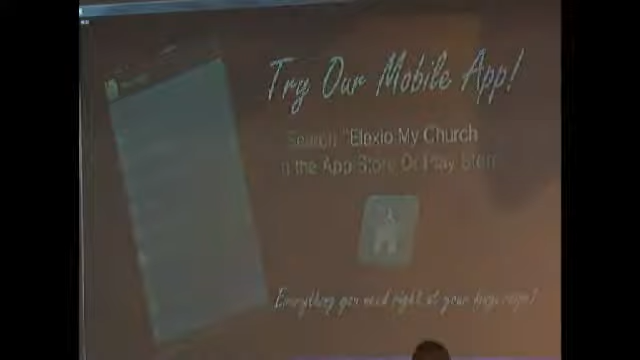 Try Our Mobile App!
Search "Elexio My Church
n the App Store Or Play Store
Everything you need right at your fingertips!